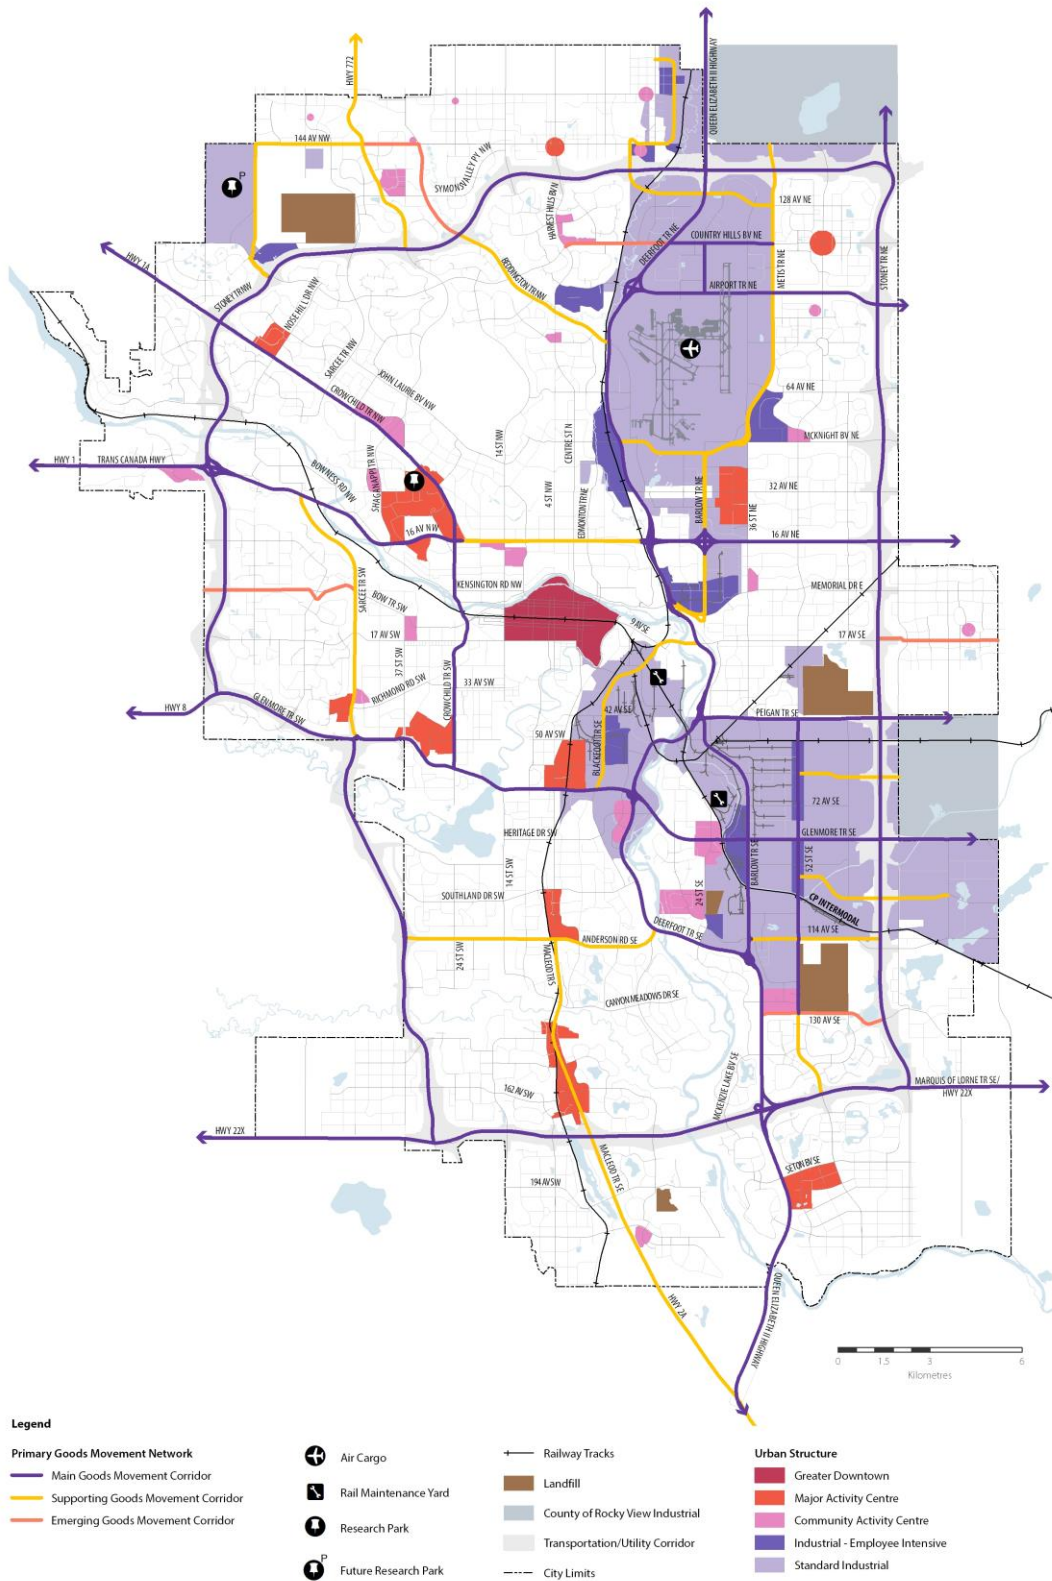 HWY 772
QUEEN ELIZABETH II HIGHWAY
144 AV NW
P
SYMONS VALLEY PY NW
HARVEST HILLS BV N
128 AV NE
COUNTRY HILLS BV NE
DEERFOOT TR NE
METIS TR NE
STONEY TR NE
HWY 1A
STONEY TR NW
BEDDINGTON TR NW
AIRPORT TR NE
NOSE HILL DR NW
SARCEE TR NW
JOHN LAURIE BV NW
CROWCHILD TR NW
64 AV NE
MCKNIGHT BV NE
14 ST NW
CENTRE ST N
HWY 1
TRANS CANADA HWY
BOWNESS RD NW
SHAGANAPPI TR NW
4 ST NW
EDMONTON TR NE
BARLOW TR NE
32 AV NE
36 ST NE
16 AV NW
16 AV NE
KENSINGTON RD NW
MEMORIAL DR E
SARCEE TR SW
BOW TR SW
17 AV SW
9 AV SE
17 AV SE
37 ST SW
RICHMOND RD SW
CROWCHILD TR SW
33 AV SW
HWY 8
GLENMORE TR SW
42 AV SE
PEIGAN TR SE
50 AV SW
BLACKFOOT TR SE
72 AV SE
HERITAGE DR SW
GLENMORE TR SE
14 ST SW
BARLOW TR SE
52 ST SE
24 ST SE
SOUTHLAND DR SW
CP INTERMODAL
DEERFOOT TR SE
114 AV SE
ANDERSON RD SE
24 ST SW
MACLEOD TR S
CANYON MEADOWS DR SE
130 AV SE
162 AV SW
MCKENZIE LAKE BV SE
MARQUIS OF LORNE TR SE/
HWY 22X
HWY 22X
MACLEOD TR SE
SETON BV SE
194 AV SW
HWY 2A
QUEEN ELIZABETH II HIGHWAY
0 1.5 3 6
Kilometres
Legend
Primary Goods Movement Network
Main Goods Movement Corridor
Supporting Goods Movement Corridor
Emerging Goods Movement Corridor
Air Cargo
Rail Maintenance Yard
Research Park
P
Future Research Park
Railway Tracks
Landfill
County of Rocky View Industrial
Transportation/Utility Corridor
City Limits
Urban Structure
Greater Downtown
Major Activity Centre
Community Activity Centre
Industrial - Employee Intensive
Standard Industrial